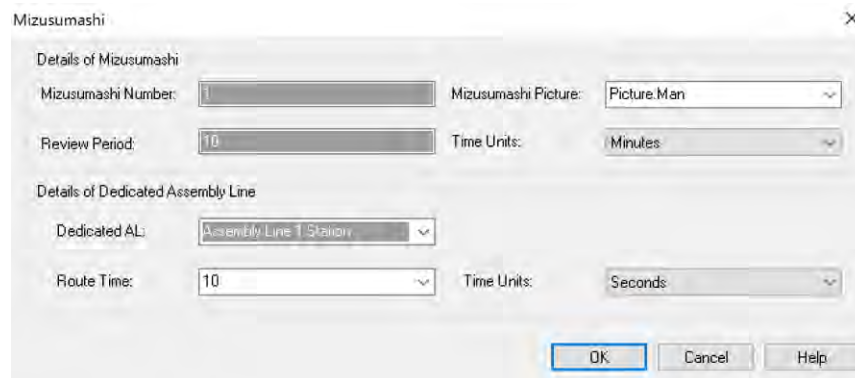 Mizusumashi
Details of Mizusumashi
Mizusumashi Number: 1 Mizusumashi Picture: Picture.Man
Review Period: 10 Time Units: Minutes
Details of Dedicated Assembly Line
Dedicated AL: Assembly Line 1 Station
Route Time: 10 Time Units: Seconds
OK Cancel Help